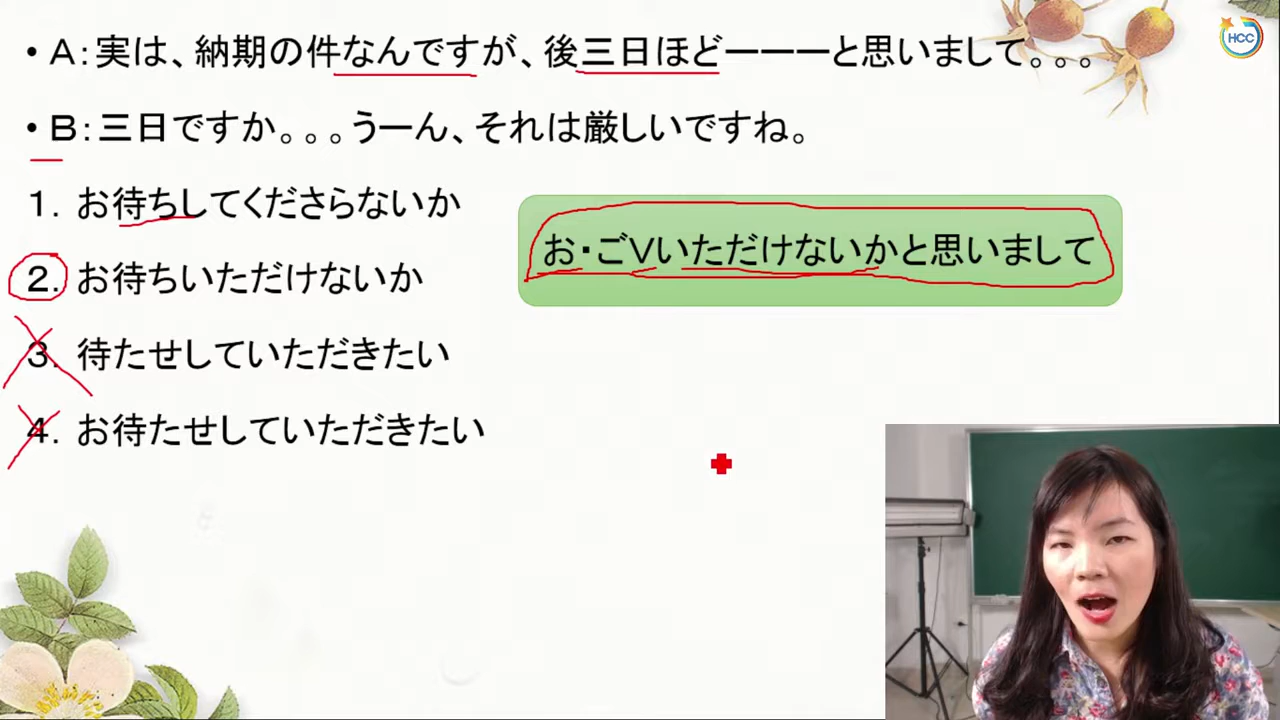 HCC
• A：実は、納期の件なんですが、後三日ほどーーーと思いまして。。。
• B：三日ですか。。。うーん、それは厳しいですね。
1. お待ちしてくださらないか
お・ごVいただけないかと思いまして
2. お待ちいただけないか
3. 待たせしていただきたい
4. お待たせしていただきたい